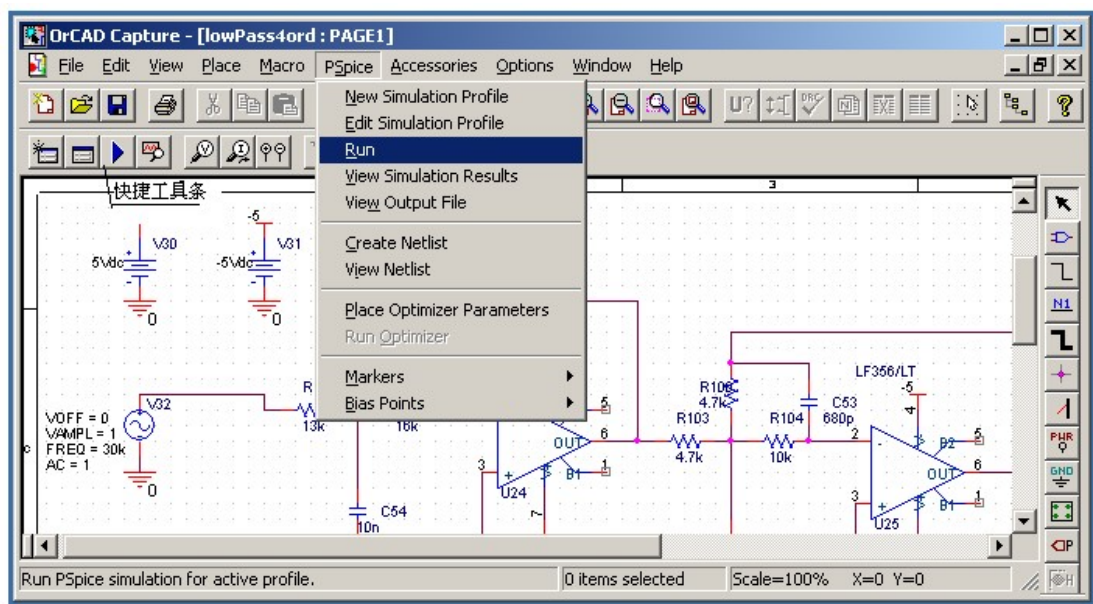 OrCAD Capture - [lowPass4ord : PAGE1]
File Edit View Place Macro PSpice Accessories Options Window Help
U? DRC
New Simulation Profile
Edit Simulation Profile
Run
View Simulation Results
View Output File
Create Netlist
View Netlist
Place Optimizer Parameters
Run Optimizer
Markers
Bias Points
V I
快捷工具条
3
-5
V30
V31
5Vdc
-5Vdc
0
0
N1
PWR
GND
P
H
V32
VOFF = 0
VAMPL = 1
FREQ = 30k
AC = 1
0
c
R
13k
16k
5
OUT
6
1
B1
3
+
U24
7
C54
10n
4.7k
R103
4.7k
R104
10k
C53
680p
LF356/LT
-5
4
2
-
B2
5
OUT
6
3
+
B1
1
U25
Run PSpice simulation for active profile.
0 items selected
Scale=100% X=0 Y=0